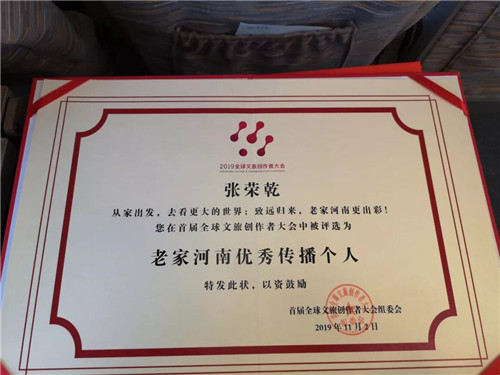 2019全球文旅创作者大会
张荣乾
从家出发，去看更大的世界；致远归来，老家河南更出彩！
您在首届全球文旅创作者大会中被评选为
老家河南优秀传播个人
特发此状，以资鼓励
首届全球文旅创作者大会组委会
2019年11月2日